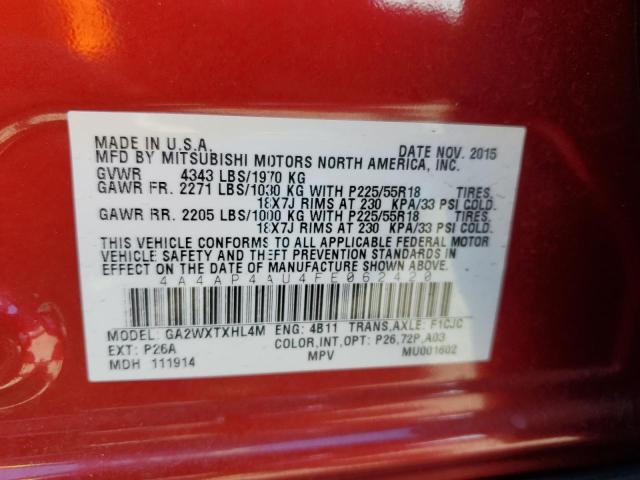 MADE IN U.S.A. DATE NOV. 2015
MFD BY MITSUBISHI MOTORS NORTH AMERICA, INC.
GVWR 4343 LBS/1970 KG
GAWR FR. 2271 LBS/1030 KG WITH P225/55R18 TIRES,
18X7J RIMS AT 230 KPA/33 PSI COLD.
GAWR RR. 2205 LBS/1000 KG WITH P225/55R18 TIRES,
18X7J RIMS AT 230 KPA/33 PSI COLD.
THIS VEHICLE CONFORMS TO ALL APPLICABLE FEDERAL MOTOR
VEHICLE SAFETY AND THEFT PREVENTION STANDARDS IN
EFFECT ON THE DATE OF MANUFACTURE SHOWN ABOVE.
4A4AP4AU4FE062420
MODEL: GA2WXTXHL4M ENG: 4B11 TRANS,AXLE: F1CJC
EXT: P26A COLOR,INT,OPT: P26,72P,A03
MDH 111914 MPV MU001602